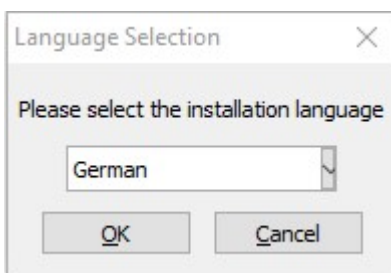 Language Selection
Please select the installation language
German
OK
Cancel